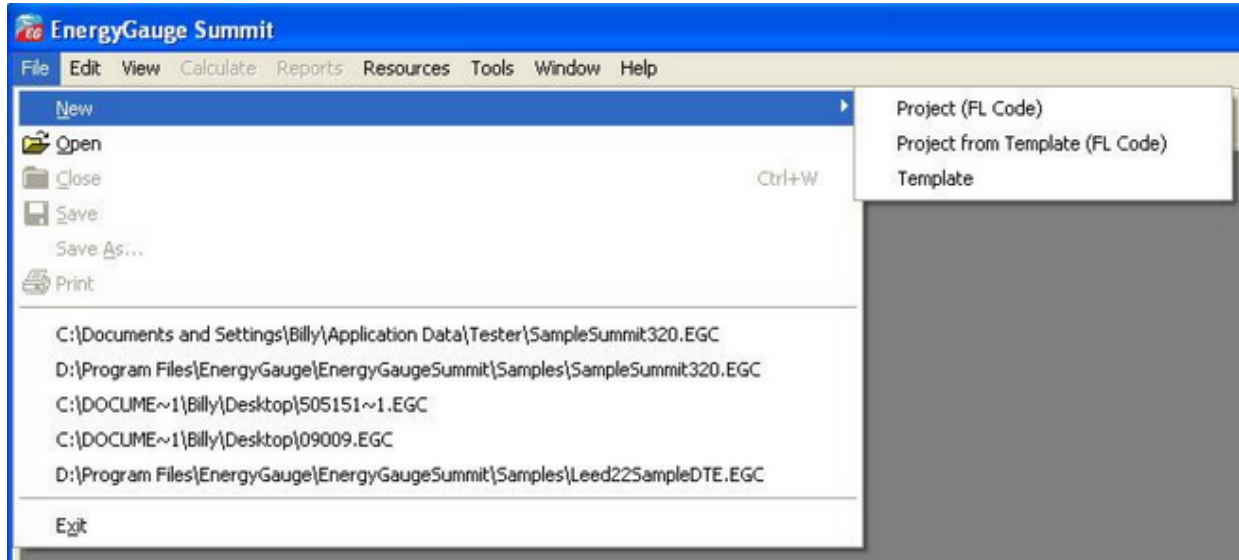 EG EnergyGauge Summit
File Edit View Calculate Reports Resources Tools Window Help
New
Project (FL Code)
Open
Project from Template (FL Code)
Close Ctrl+W
Template
Save
Save As...
Print
C:\Documents and Settings\Billy\Application Data\Tester\SampleSummit320.EGC
D:\Program Files\EnergyGauge\EnergyGaugeSummit\Samples\SampleSummit320.EGC
C:\DOCUME~1\Billy\Desktop\505151~1.EGC
C:\DOCUME~1\Billy\Desktop\09009.EGC
D:\Program Files\EnergyGauge\EnergyGaugeSummit\Samples\Leed22SampleDTE.EGC
Exit